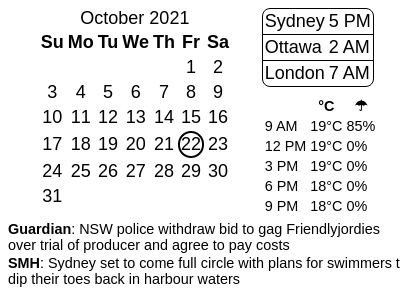 October 2021
Su Mo Tu We Th Fr Sa
1 2
3 4 5 6 7 8 9
10 11 12 13 14 15 16
17 18 19 20 21 22 23
24 25 26 27 28 29 30
31
Sydney 5 PM
Ottawa 2 AM
London 7 AM
°C ☂
9 AM 19°C 85%
12 PM 19°C 0%
3 PM 19°C 0%
6 PM 18°C 0%
9 PM 18°C 0%
Guardian: NSW police withdraw bid to gag Friendlyjordies
over trial of producer and agree to pay costs
SMH: Sydney set to come full circle with plans for swimmers t
dip their toes back in harbour waters